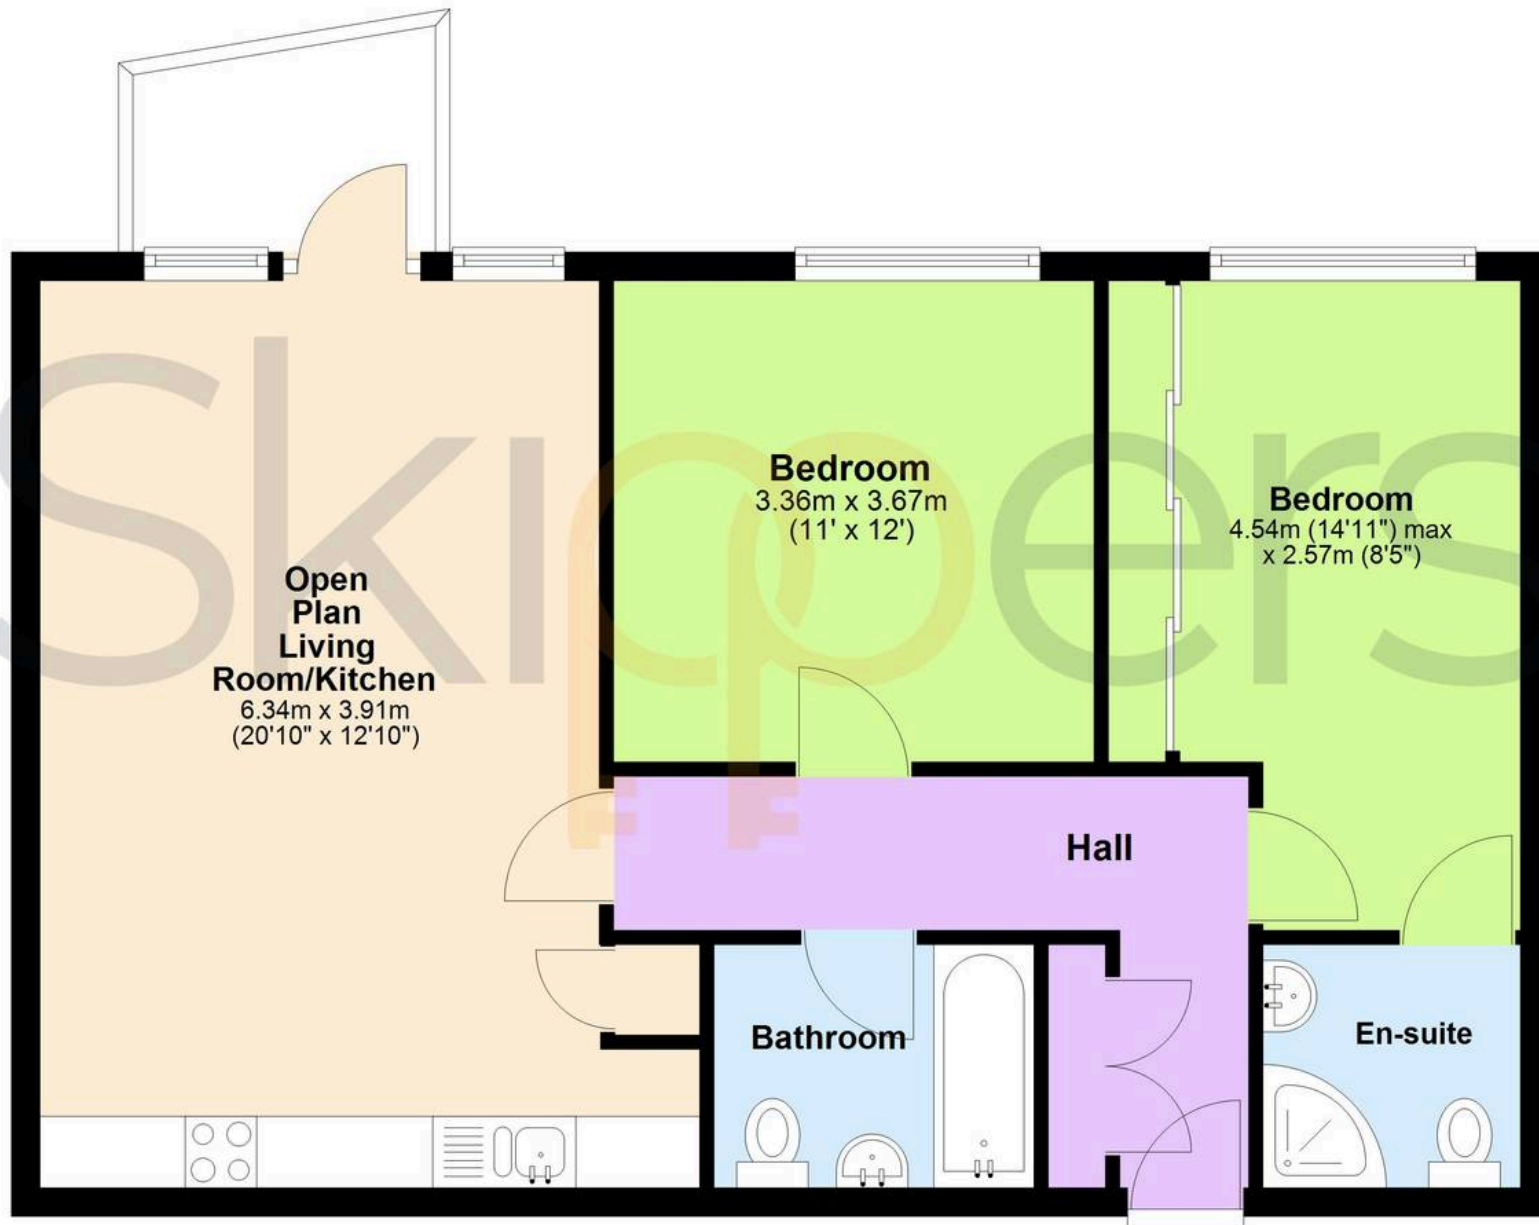 Skippers
Bedroom
3.36m x 3.67m
(11' x 12')
Bedroom
4.54m (14'11") max
x 2.57m (8'5")
Open
Plan
Living
Room/Kitchen
6.34m x 3.91m
(20'10" x 12'10")
Hall
Bathroom
En-suite